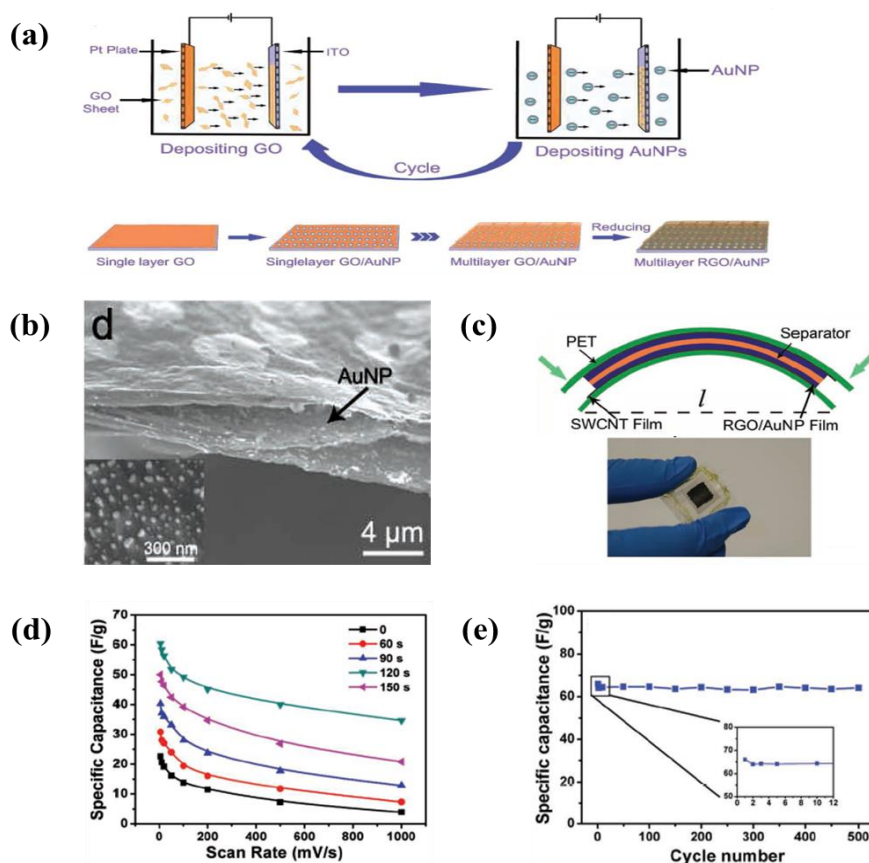 (a)
Pt Plate
ITO
GO
Sheet
AuNP
Depositing GO
Depositing AuNPs
Cycle
Reducing
Single layer GO
Singlelayer GO/AuNP
Multilayer GO/AuNP
Multilayer RGO/AuNP
(b)
d
AuNP
300 nm
4 μm
(c)
PET
Separator
l
SWCNT Film
RGO/AuNP Film
(d)
Specific Capacitance (F/g)
70
60
50
40
30
20
10
0
0
60 s
90 s
120 s
150 s
0 200 400 600 800 1000
Scan Rate (mV/s)
(e)
Specific capacitance (F/g)
100
80
60
40
20
0
80
70
60
50
0 2 4 6 8 10 12
0 100 200 300 400 500
Cycle number